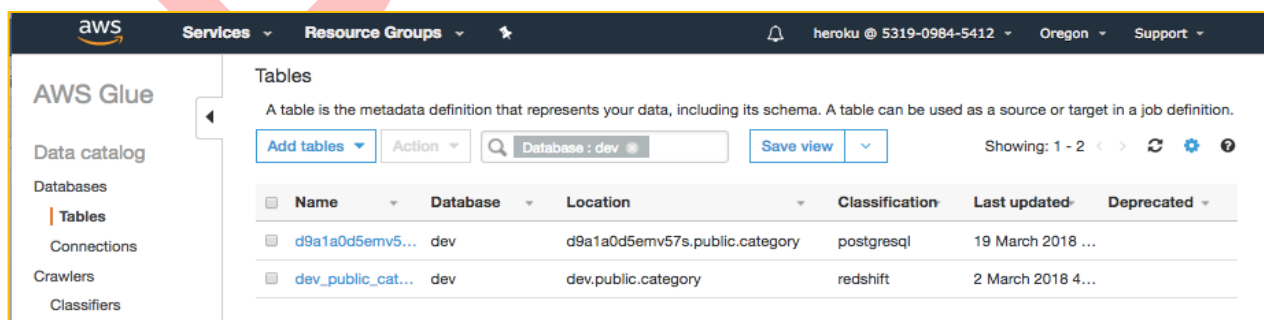 aws Services Resource Groups heroku @ 5319-0984-5412 Oregon Support
AWS Glue
Data catalog
Databases
Tables
Connections
Crawlers
Classifiers
Tables
A table is the metadata definition that represents your data, including its schema. A table can be used as a source or target in a job definition.
Add tables Action Database : dev Save view Showing: 1 - 2
Name Database Location Classification Last updated Deprecated
d9a1a0d5emv5... dev d9a1a0d5emv57s.public.category postgresql 19 March 2018 ...
dev_public_cat... dev dev.public.category redshift 2 March 2018 4...